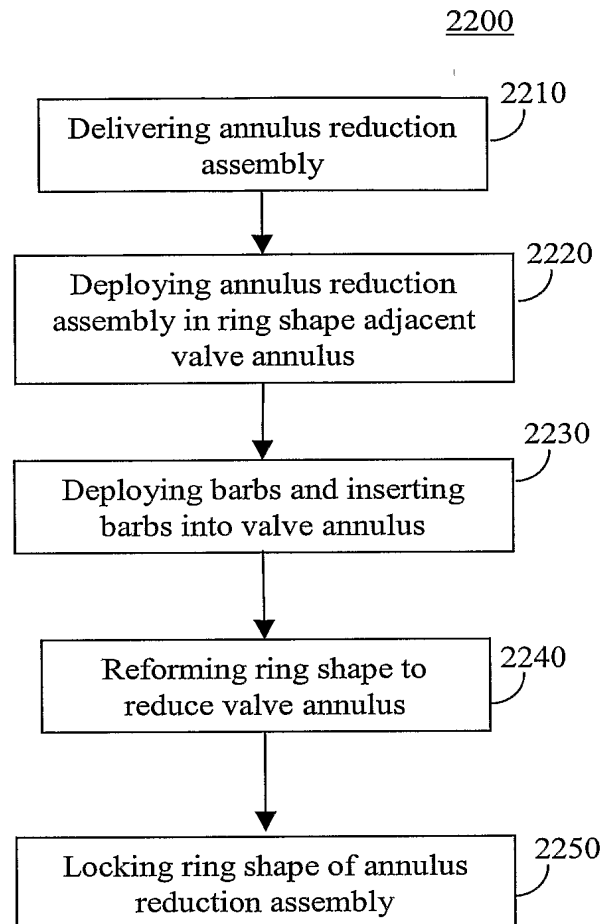 2200
2210
Delivering annulus reduction
assembly
2220
Deploying annulus reduction
assembly in ring shape adjacent
valve annulus
2230
Deploying barbs and inserting
barbs into valve annulus
2240
Reforming ring shape to
reduce valve annulus
2250
Locking ring shape of annulus
reduction assembly